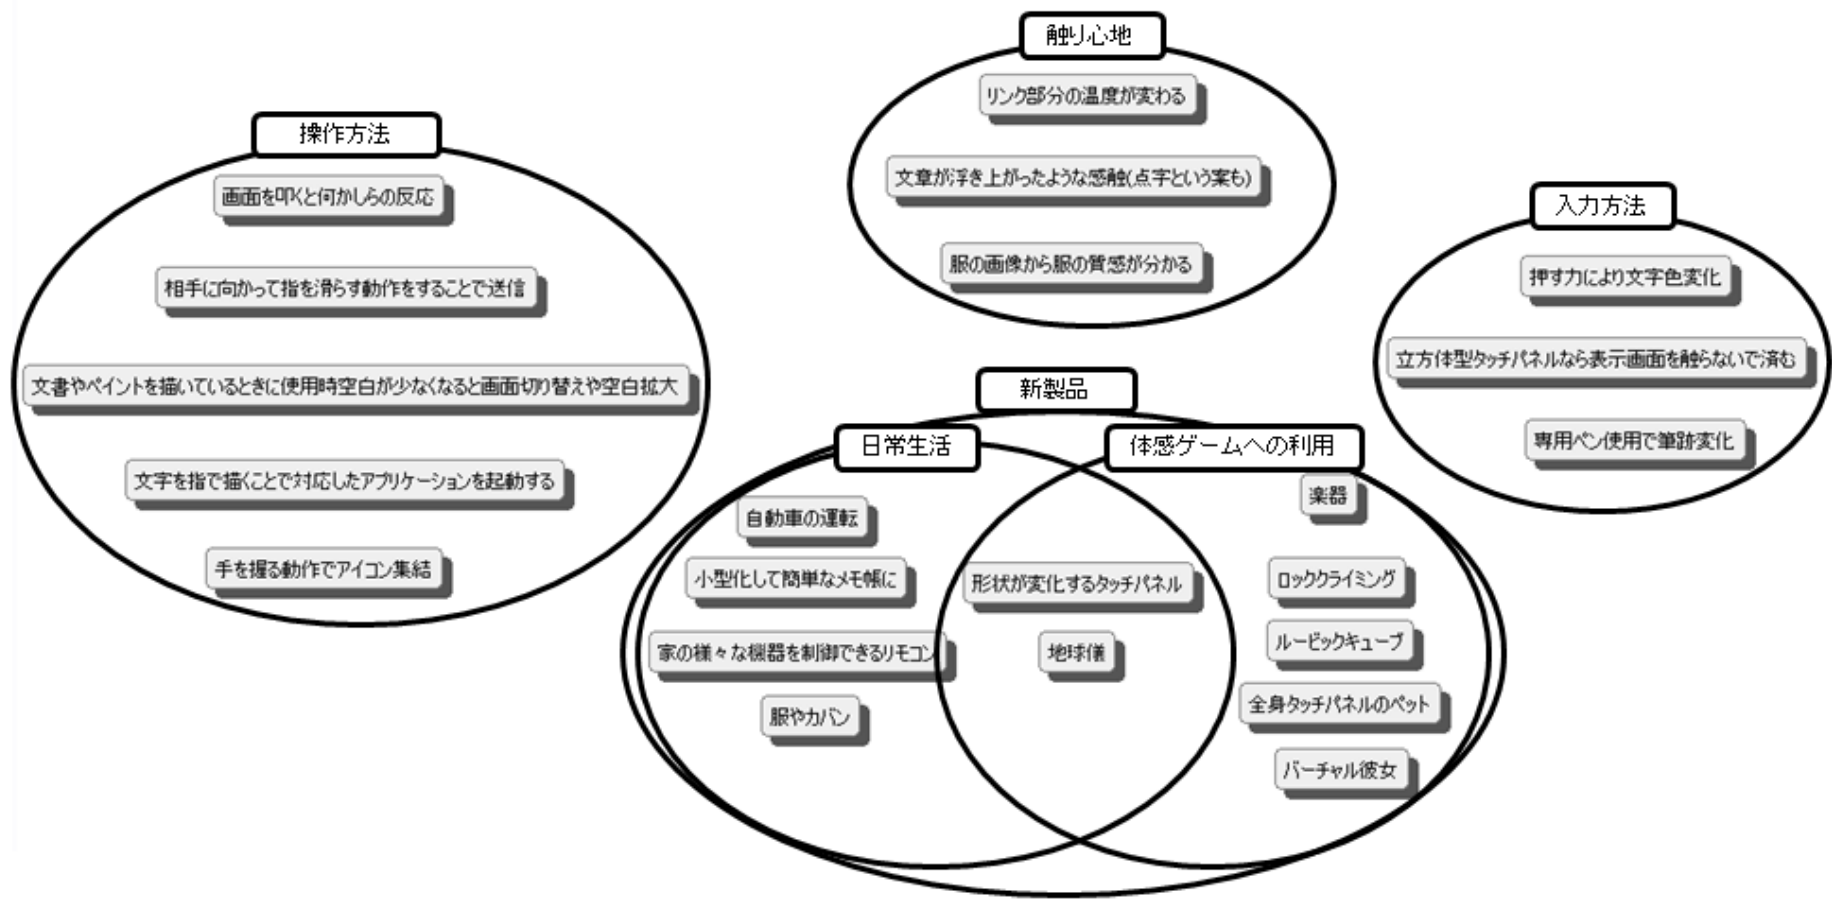 触り心地
リンク部分の温度が変わる
文章が浮き上がったような感触(点字という案も)
服の画像から服の質感が分かる
操作方法
画面を叩くと何かしらの反応
相手に向かって指を滑らす動作をすることで送信
文書やペイントを描いているときに使用時空白が少なくなると画面切り替えや空白拡大
文字を指で描くことで対応したアプリケーションを起動する
手を握る動作でアイコン集結
入力方法
押す力により文字色変化
立方体型タッチパネルなら表示画面を触らないで済む
専用ペン使用で筆跡変化
新製品
日常生活
自動車の運転
小型化して簡単なメモ帳に
家の様々な機器を制御できるリモコン
服やカバン
形状が変化するタッチパネル
地球儀
体感ゲームへの利用
楽器
ロッククライミング
ルービックキューブ
全身タッチパネルのペット
バーチャル彼女